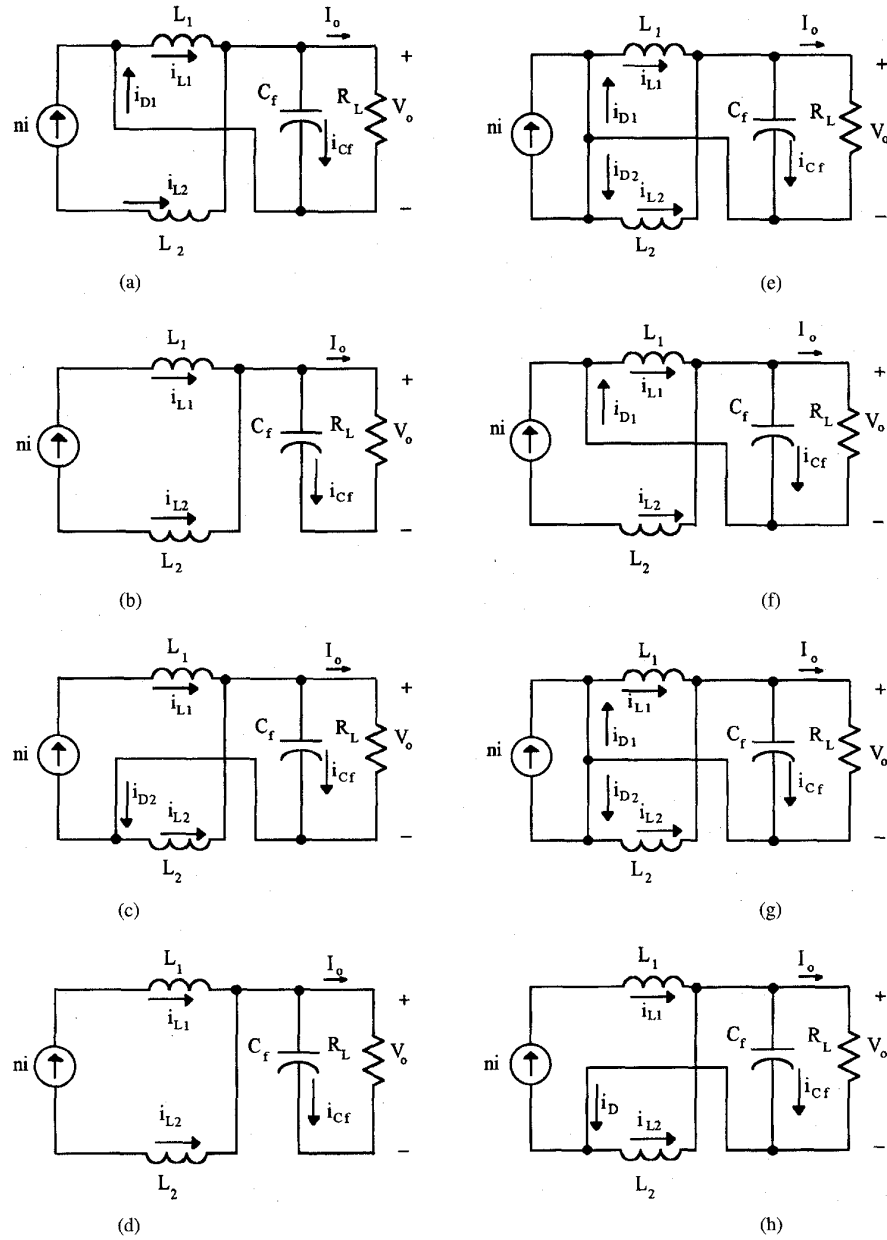 L1 Io
iL1 +
iD1 Cf RL Vo
ni iCf
iL2
L2 −
(a)
L1 Io
iL1 +
Cf RL Vo
ni iCf
iL2
L2 −
(b)
L1 Io
iL1 +
Cf RL Vo
ni iCf
iD2 iL2
L2 −
(c)
L1 Io
iL1 +
Cf RL Vo
ni iCf
iL2
L2 −
(d)
L1 Io
iL1 +
iD1 Cf RL Vo
ni iCf
iD2 iL2
L2 −
(e)
L1 Io
iD1 iL1 +
Cf RL Vo
ni iCf
iL2
L2 −
(f)
L1 Io
iL1 +
iD1 Cf RL Vo
ni iCf
iD2 iL2
L2 −
(g)
L1 Io
iL1 +
Cf RL Vo
ni iCf
iD iL2
L2 −
(h)